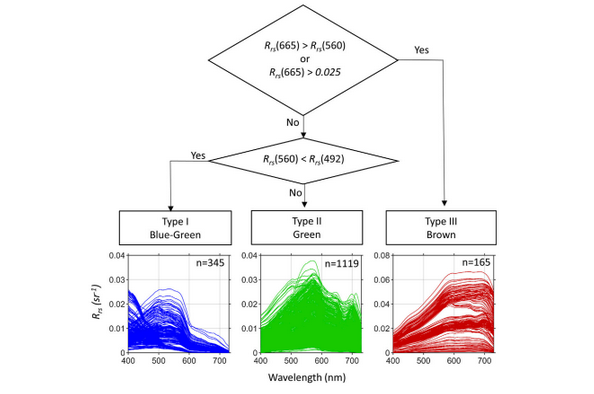 Rrs(665) > Rrs(560)
or
Rrs(665) > 0.025
Yes
No
Rrs(560) < Rrs(492)
Yes
No
Type I
Blue-Green
Type II
Green
Type III
Brown
Rrs (sr-1)
0.04
0.03
0.02
0.01
0
n=345
400 500 600 700
0.04
0.03
0.02
0.01
0
n=1119
400 500 600 700
0.08
0.06
0.04
0.02
0
n=165
400 500 600 700
Wavelength (nm)